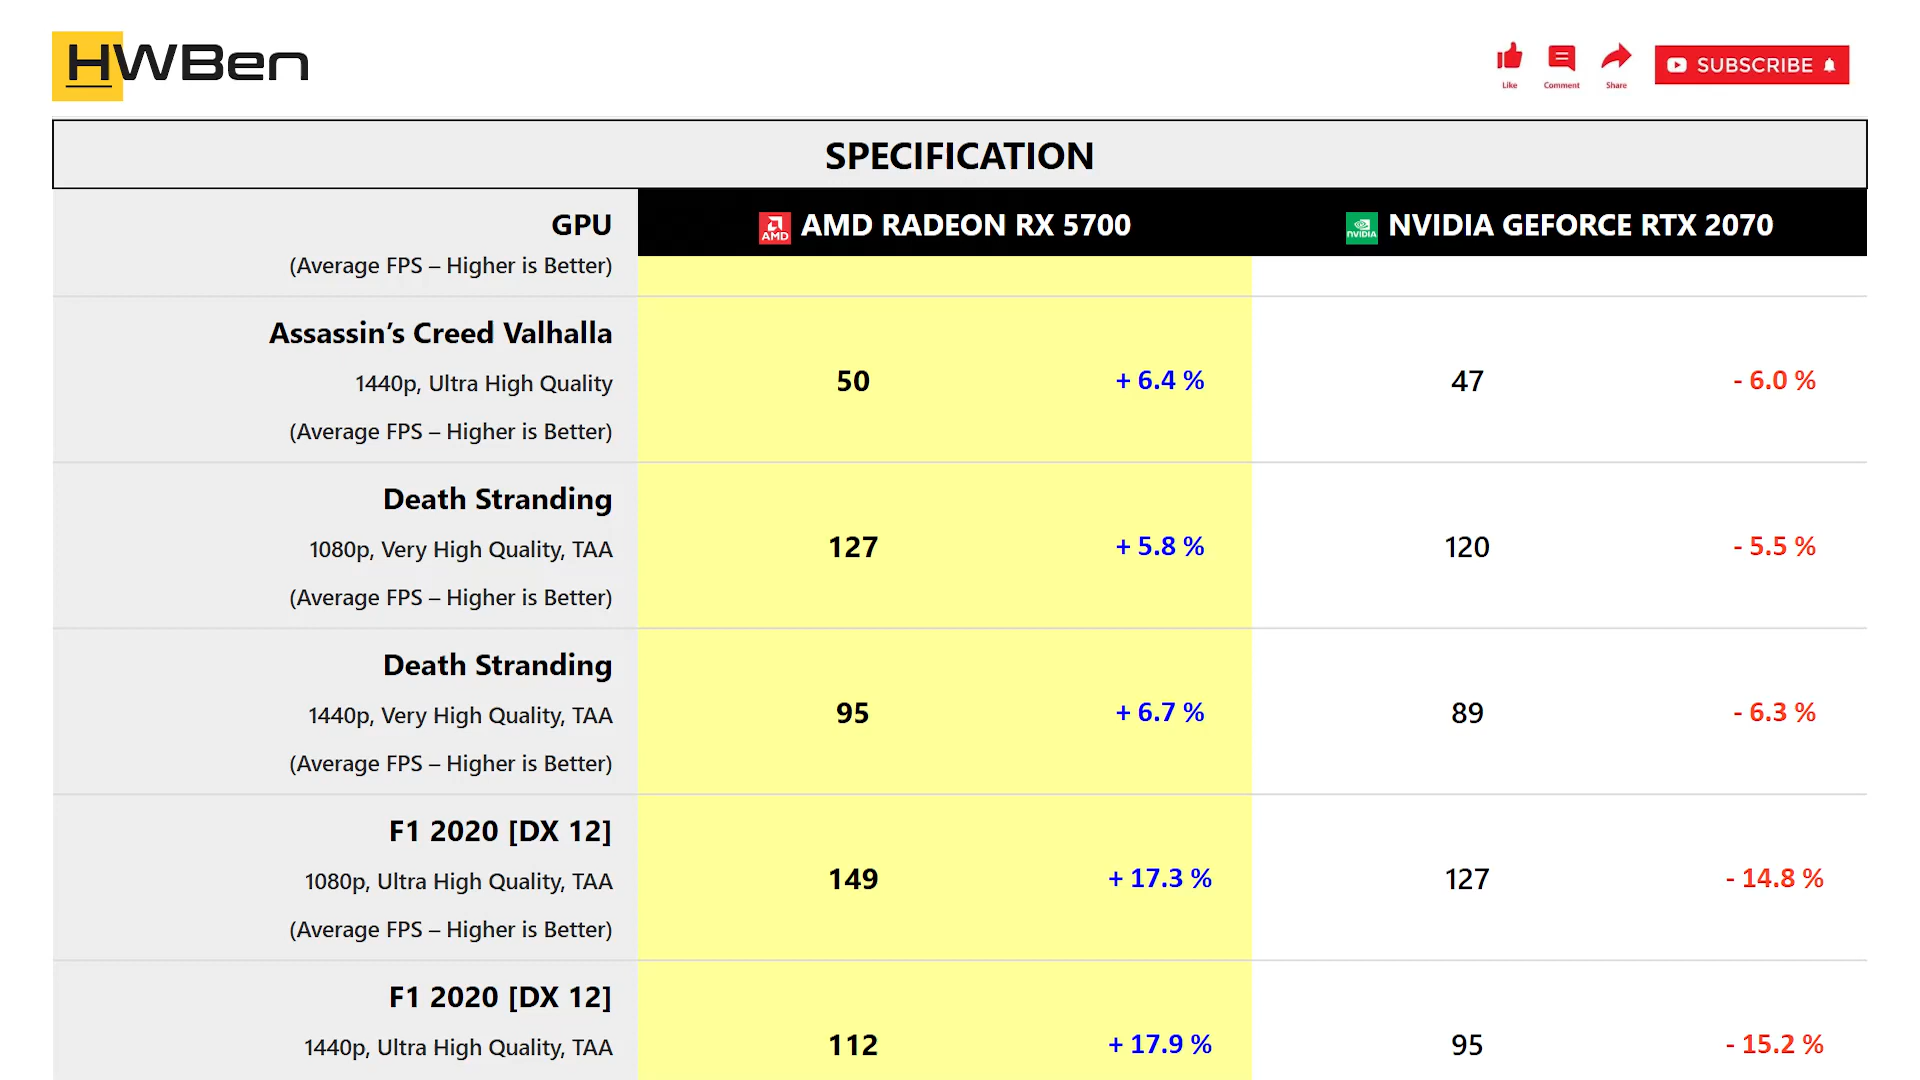 HWBen
Like
Comment
Share
SUBSCRIBE
SPECIFICATION
GPU
AMD AMD RADEON RX 5700
NVIDIA NVIDIA GEFORCE RTX 2070
(Average FPS – Higher is Better)
Assassin’s Creed Valhalla
1440p, Ultra High Quality
(Average FPS – Higher is Better)
50
+ 6.4 %
47
- 6.0 %
Death Stranding
1080p, Very High Quality, TAA
(Average FPS – Higher is Better)
127
+ 5.8 %
120
- 5.5 %
Death Stranding
1440p, Very High Quality, TAA
(Average FPS – Higher is Better)
95
+ 6.7 %
89
- 6.3 %
F1 2020 [DX 12]
1080p, Ultra High Quality, TAA
(Average FPS – Higher is Better)
149
+ 17.3 %
127
- 14.8 %
F1 2020 [DX 12]
1440p, Ultra High Quality, TAA
112
+ 17.9 %
95
- 15.2 %